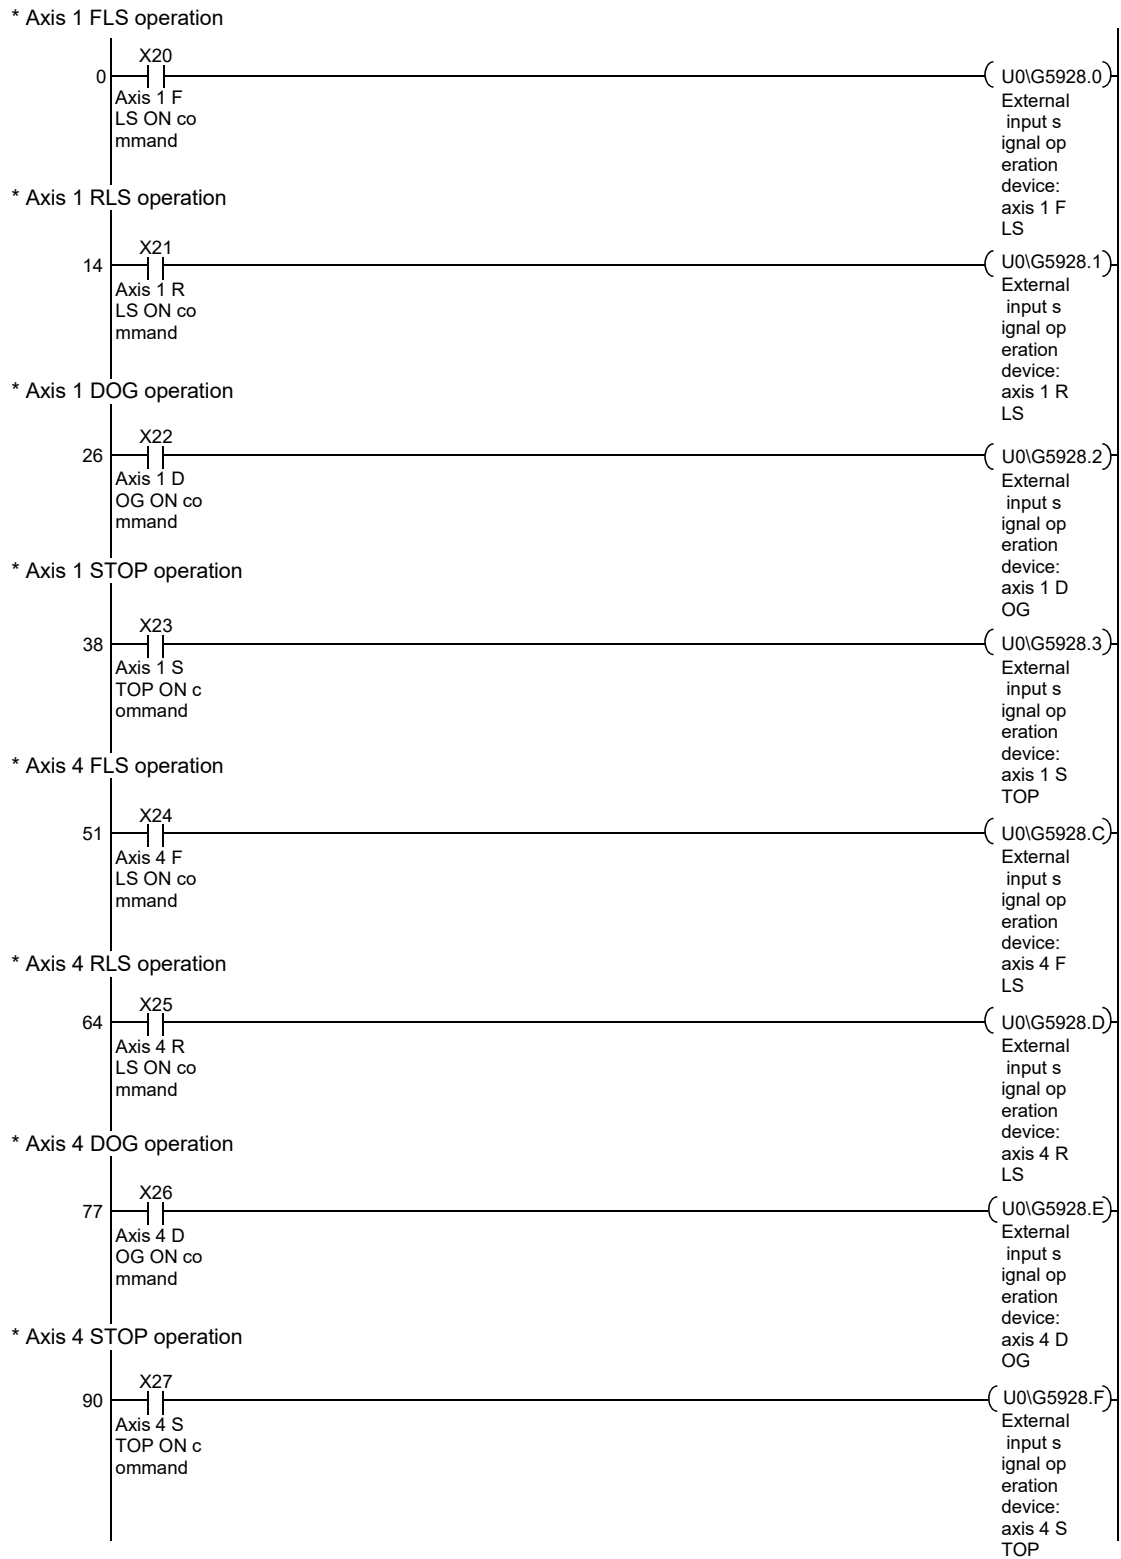 * Axis 1 FLS operation
X20
0
U0\G5928.0
Axis 1 F
LS ON co
mmand
External
input s
ignal op
eration
device:
axis 1 F
LS
* Axis 1 RLS operation
X21
14
U0\G5928.1
Axis 1 R
LS ON co
mmand
External
input s
ignal op
eration
device:
axis 1 R
LS
* Axis 1 DOG operation
X22
26
U0\G5928.2
Axis 1 D
OG ON co
mmand
External
input s
ignal op
eration
device:
axis 1 D
OG
* Axis 1 STOP operation
X23
38
U0\G5928.3
Axis 1 S
TOP ON c
ommand
External
input s
ignal op
eration
device:
axis 1 S
TOP
* Axis 4 FLS operation
X24
51
U0\G5928.C
Axis 4 F
LS ON co
mmand
External
input s
ignal op
eration
device:
axis 4 F
LS
* Axis 4 RLS operation
X25
64
U0\G5928.D
Axis 4 R
LS ON co
mmand
External
input s
ignal op
eration
device:
axis 4 R
LS
* Axis 4 DOG operation
X26
77
U0\G5928.E
Axis 4 D
OG ON co
mmand
External
input s
ignal op
eration
device:
axis 4 D
OG
* Axis 4 STOP operation
X27
90
U0\G5928.F
Axis 4 S
TOP ON c
ommand
External
input s
ignal op
eration
device:
axis 4 S
TOP